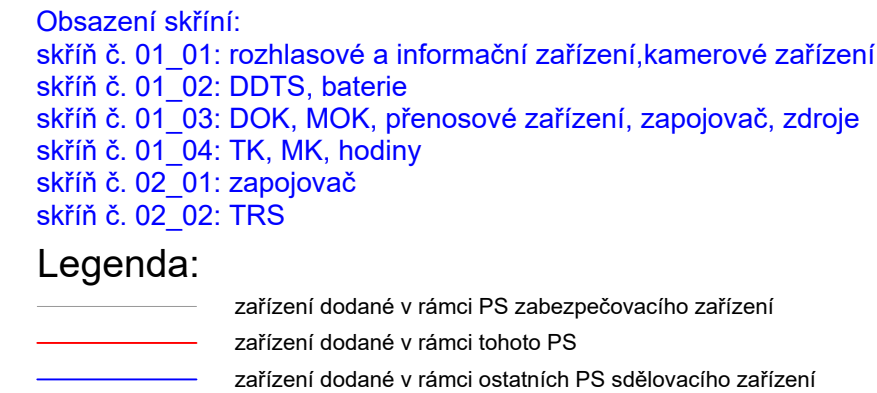 Obsazení skříní:
skříň č. 01_01: rozhlasové a informační zařízení,kamerové zařízení
skříň č. 01_02: DDTS, baterie
skříň č. 01_03: DOK, MOK, přenosové zařízení, zapojovač, zdroje
skříň č. 01_04: TK, MK, hodiny
skříň č. 02_01: zapojovač
skříň č. 02_02: TRS
Legenda:
zařízení dodané v rámci PS zabezpečovacího zařízení
zařízení dodané v rámci tohoto PS
zařízení dodané v rámci ostatních PS sdělovacího zařízení